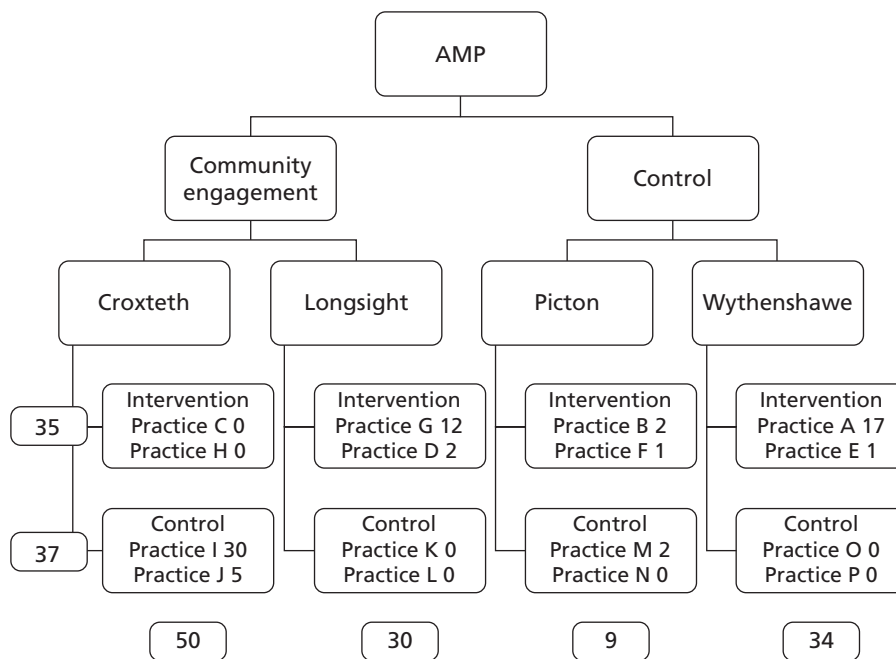 AMP
Community
engagement
Control
Croxteth
Longsight
Picton
Wythenshawe
35
Intervention
Practice C 0
Practice H 0
Intervention
Practice G 12
Practice D 2
Intervention
Practice B 2
Practice F 1
Intervention
Practice A 17
Practice E 1
37
Control
Practice I 30
Practice J 5
Control
Practice K 0
Practice L 0
Control
Practice M 2
Practice N 0
Control
Practice O 0
Practice P 0
50
30
9
34